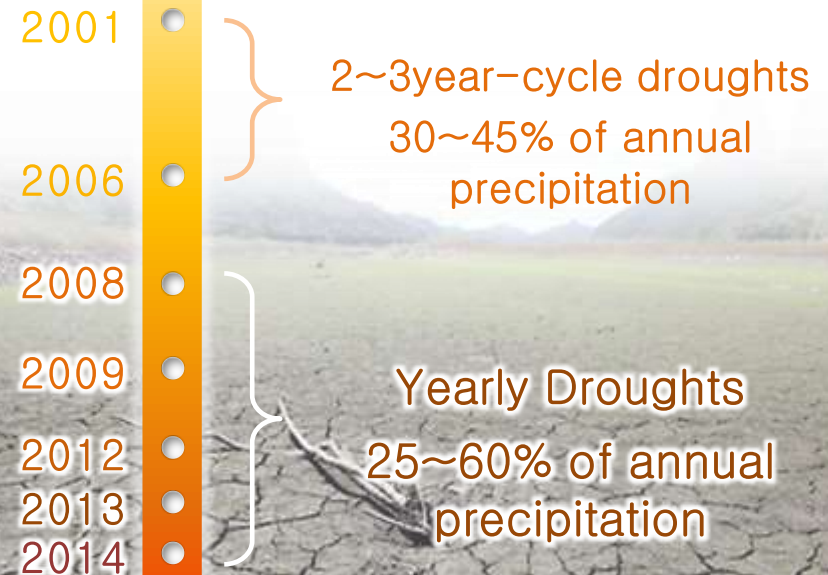 2001
2~3year-cycle droughts
30~45% of annual
precipitation
2006
2008
2009
Yearly Droughts
2012
25~60% of annual
2013
precipitation
2014